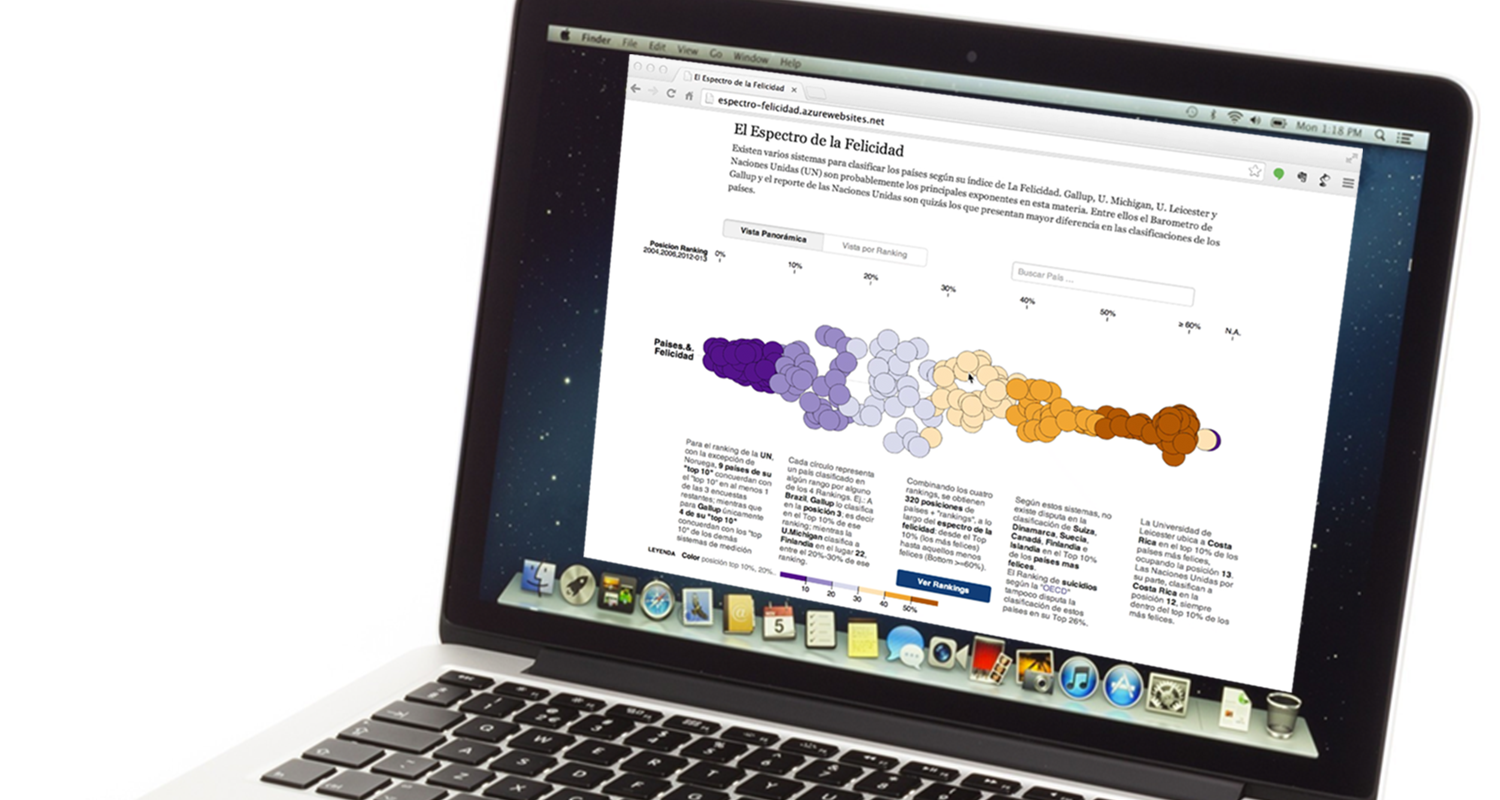 Finder File Edit View Go Window Help
Mon 1:18 PM
El Espectro de la Felicidad
espectro-felicidad.azurewebsites.net
El Espectro de la Felicidad
Existen varios sistemas para clasificar los países según su índice de La Felicidad. Gallup, U. Michigan, U. Leicester y
Naciones Unidas (UN) son probablemente los principales exponentes en esta materia. Entre ellos el Barometro de
Gallup y el reporte de las Naciones Unidas son quizás los que presentan mayor diferencia en las clasificaciones de los
países.
Vista Panorámica
Vista por Ranking
Buscar País ...
Posicion Ranking
2004,2006,2012-013
0%
10%
20%
30%
40%
50%
≥ 60%
N.A.
Países.&.
Felicidad
Para el ranking de la UN,
con la excepción de
Noruega, 9 países de su
"top 10" concuerdan con
el "top 10" en al menos 1
de las 3 encuestas
restantes; mientras que
para Gallup únicamente
4 de su "top 10"
concuerdan con los "top
10" de los demás
sistemas de medición
Cada círculo representa
un país clasificado en
algún rango por alguno
de los 4 Rankings. Ej.: A
Brazil, Gallup lo clasifica
en la posición 3, es decir
en el Top 10% de ese
ranking; mientras la
U.Michigan clasifica a
Finlandia en el lugar 22,
entre el 20%-30% de ese
ranking.
Combinando los cuatro
rankings, se obtienen
320 posiciones de
países + "rankings", a lo
largo del espectro de la
felicidad: desde el Top
10% (los más felices)
hasta aquellos menos
felices (Bottom >=60%).
Ver Rankings
Según estos sistemas, no
existe disputa en la
clasificación de Suiza,
Dinamarca, Suecia,
Canadá, Finlandia e
Islandia en el Top 10%
de los países mas
felices.
El Ranking de suicidios
según la "OECD"
tampoco disputa la
clasificación de estos
países en su Top 26%.
La Universidad de
Leicester ubica a Costa
Rica en el top 10% de los
países más felices,
ocupando la posición 13.
Las Naciones Unidas por
su parte, clasifican a
Costa Rica en la
posición 12, siempre
dentro del top 10% de los
más felices.
LEYENDA Color posición top 10%, 20%..
10 20 30 40 50%
5
Q W E R T Y U
A S D F G
Z X C